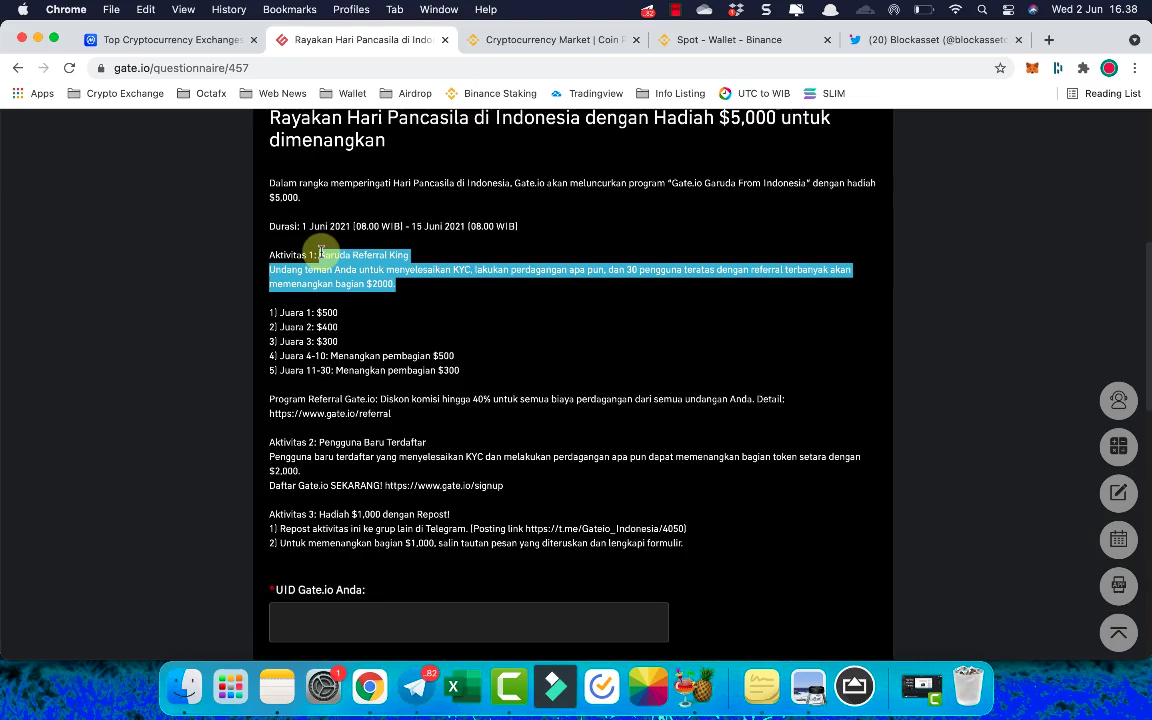 Chrome File Edit View History Bookmarks Profiles Tab Window Help Wed 2 Jun 16.38
Top Cryptocurrency Exchanges
Rayakan Hari Pancasila di Indo
Cryptocurrency Market | Coin P
Spot - Wallet - Binance
(20) Blockasset (@blockassetc
gate.io/questionnaire/457
Apps Crypto Exchange Octafx Web News Wallet Airdrop Binance Staking Tradingview Info Listing UTC to WIB SLIM Reading List
Rayakan Hari Pancasila di Indonesia dengan Hadiah $5,000 untuk
dimenangkan
Dalam rangka memperingati Hari Pancasila di Indonesia, Gate.io akan meluncurkan program “Gate.io Garuda From Indonesia” dengan hadiah
$5,000.
Durasi: 1 Juni 2021 (08.00 WIB) - 15 Juni 2021 (08.00 WIB)
Aktivitas 1: Garuda Referral King
Undang teman Anda untuk menyelesaikan KYC, lakukan perdagangan apa pun, dan 30 pengguna teratas dengan referral terbanyak akan
memenangkan bagian $2000.
1) Juara 1: $500
2) Juara 2: $400
3) Juara 3: $300
4) Juara 4-10: Menangkan pembagian $500
5) Juara 11-30: Menangkan pembagian $300
Program Referral Gate.io: Diskon komisi hingga 40% untuk semua biaya perdagangan dari semua undangan Anda. Detail:
https://www.gate.io/referral
Aktivitas 2: Pengguna Baru Terdaftar
Pengguna baru terdaftar yang menyelesaikan KYC dan melakukan perdagangan apa pun dapat memenangkan bagian token setara dengan
$2,000.
Daftar Gate.io SEKARANG! https://www.gate.io/signup
Aktivitas 3: Hadiah $1,000 dengan Repost!
1) Repost aktivitas ini ke grup lain di Telegram. (Posting link https://t.me/Gateio_Indonesia/4050)
2) Untuk memenangkan bagian $1,000, salin tautan pesan yang diteruskan dan lengkapi formulir.
*UID Gate.io Anda:
APP
1
82